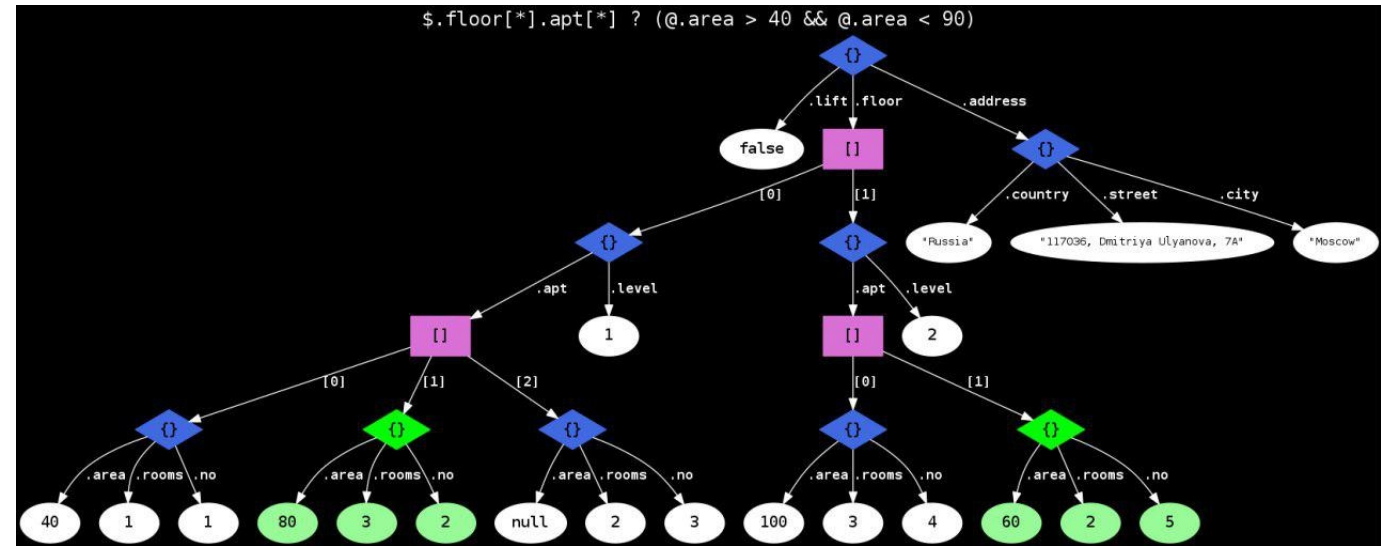 $.floor[*].apt[*] ? (@.area > 40 && @.area < 90)
{}
.lift .floor .address
false [] {}
[0] [1] .country .street .city
{} {} "Russia" "117036, Dmitriya Ulyanova, 7A" "Moscow"
.apt .level .apt .level
[] 1 [] 2
[0] [1] [2] [0] [1]
{} {} {} {} {}
.area .rooms .no .area .rooms .no .area .rooms .no .area .rooms .no .area .rooms .no
40 1 1 80 3 2 null 2 3 100 3 4 60 2 5